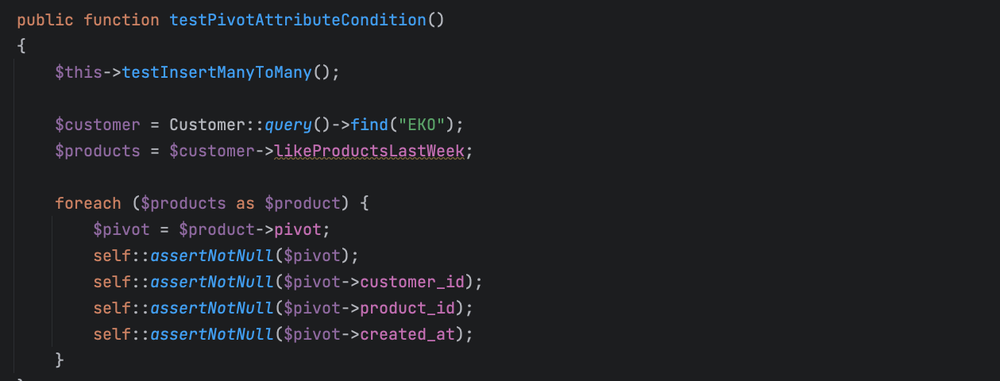 public function testPivotAttributeCondition()
{
    $this->testInsertManyToMany();

    $customer = Customer::query()->find("EKO");
    $products = $customer->likeProductsLastWeek;

    foreach ($products as $product) {
        $pivot = $product->pivot;
        self::assertNotNull($pivot);
        self::assertNotNull($pivot->customer_id);
        self::assertNotNull($pivot->product_id);
        self::assertNotNull($pivot->created_at);
    }